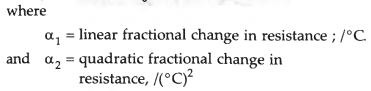 where
α₁ = linear fractional change in resistance ; /°C.
and α₂ = quadratic fractional change in
resistance, /(°C)²